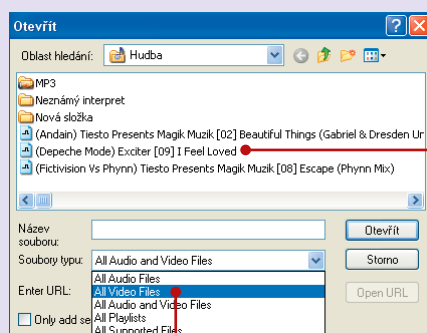 Otevřít
Oblast hledání: Hudba
MP3
Neznámý interpret
Nová složka
(Andain) Tiesto Presents Magik Muzik [02] Beautiful Things (Gabriel & Dresden Ur
(Depeche Mode) Exciter [09] I Feel Loved
(Fictivision Vs Phynn) Tiesto Presents Magik Muzik [08] Escape (Phynn Mix)
Název souboru:
Otevřít
Soubory typu: All Audio and Video Files
Storno
All Audio Files
Enter URL: All Video Files
Open URL
All Audio and Video Files
Only add se All Playlists
All Supported Files